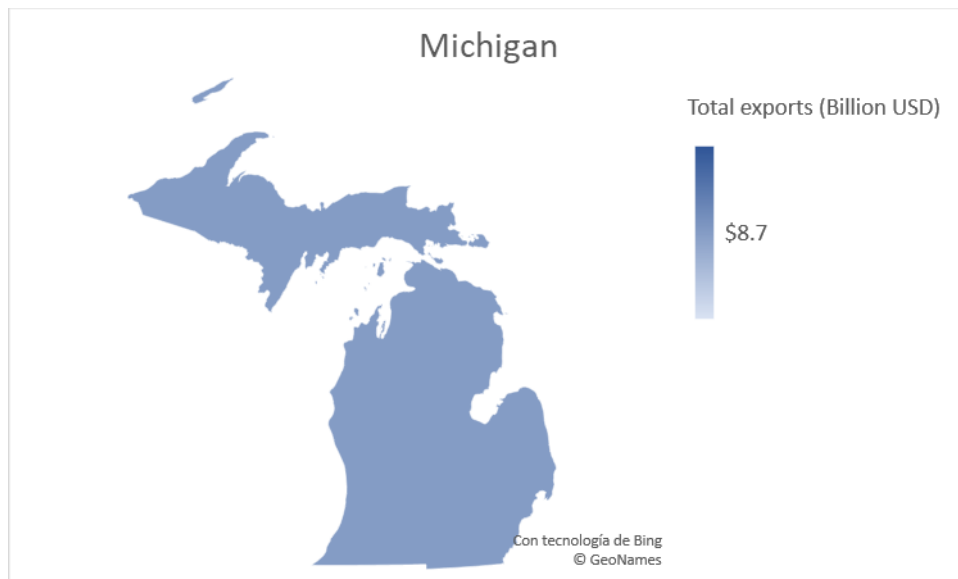 Michigan
Total exports (Billion USD)
$8.7
Con tecnología de Bing
© GeoNames